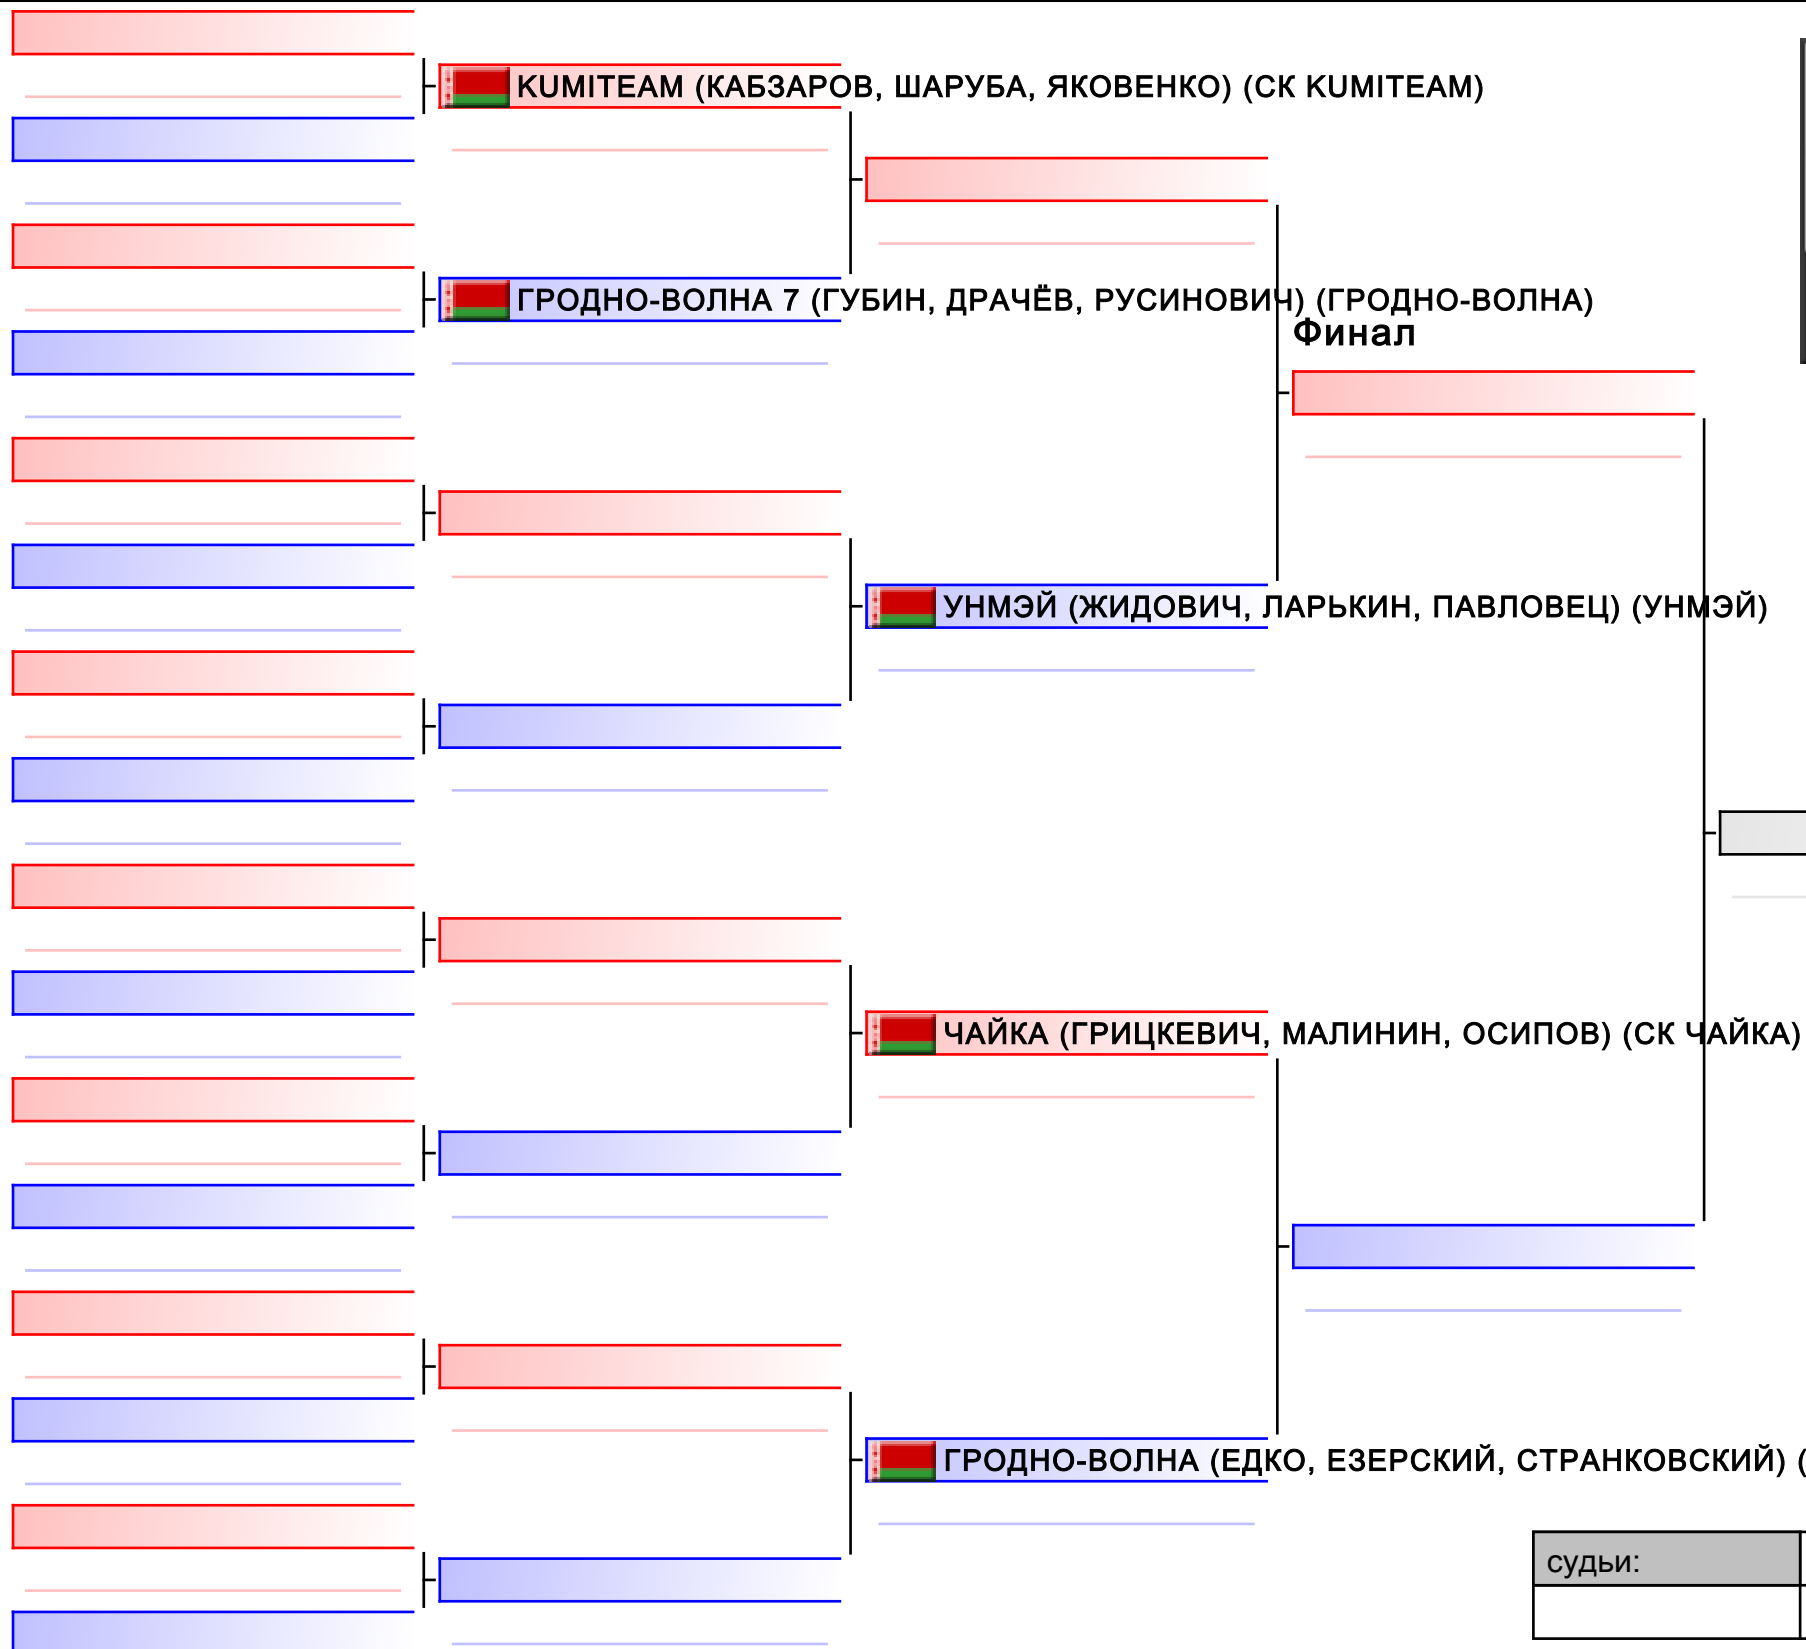 KUMITEAM (КАБЗАРОВ, ШАРУБА, ЯКОВЕНКО) (СК KUMITEAM)
ГРОДНО-ВОЛНА 7 (ГУБИН, ДРАЧЁВ, РУСИНОВИЧ) (ГРОДНО-ВОЛНА)
Финал
УНМЭЙ (ЖИДОВИЧ, ЛАРЬКИН, ПАВЛОВЕЦ) (УНМЭЙ)
ЧАЙКА (ГРИЦКЕВИЧ, МАЛИНИН, ОСИПОВ) (СК ЧАЙКА)
ГРОДНО-ВОЛНА (ЕДКО, ЕЗЕРСКИЙ, СТРАНКОВСКИЙ) (
судьи: